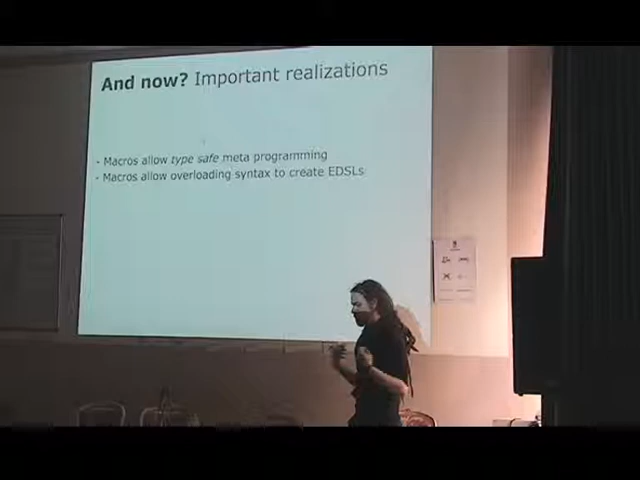 And now? Important realizations
- Macros allow type safe meta programming
- Macros allow overloading syntax to create EDSLs